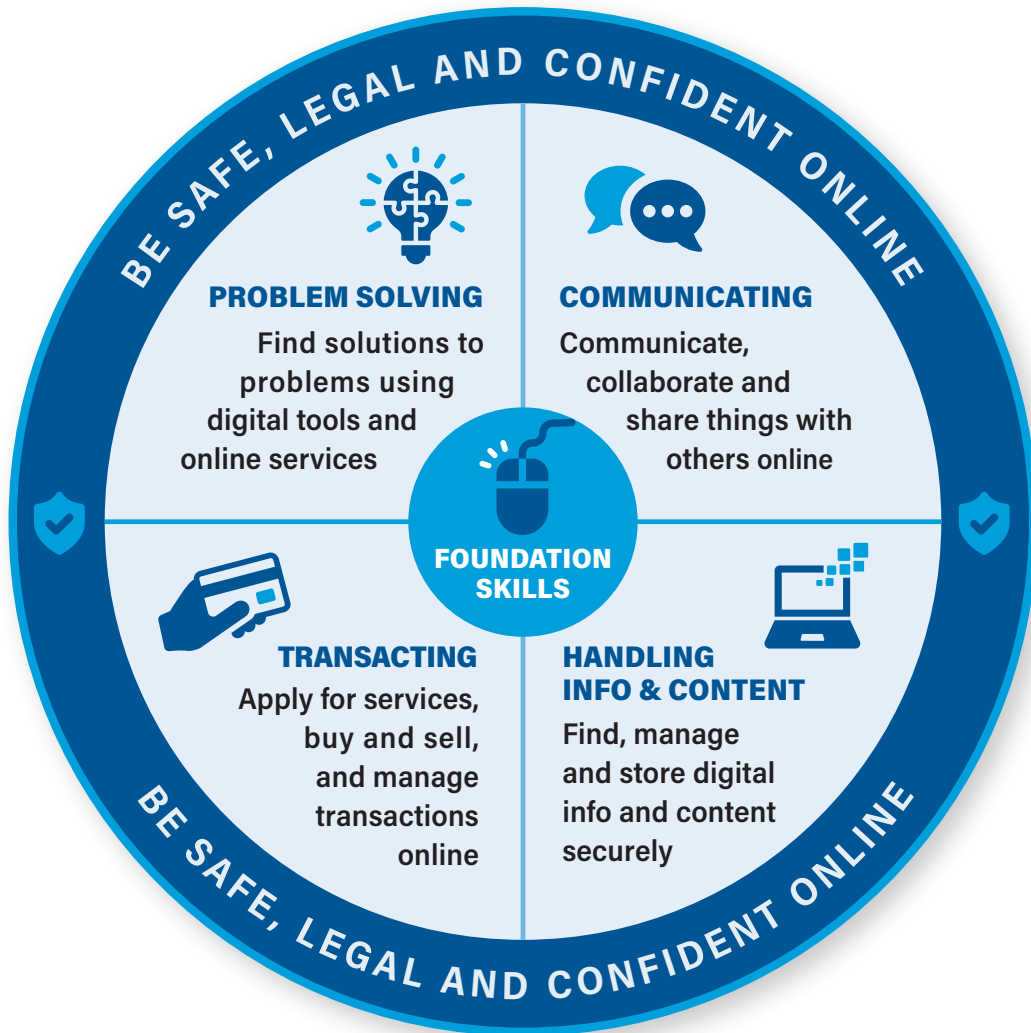 BE SAFE, LEGAL AND CONFIDENT ONLINE
PROBLEM SOLVING
Find solutions to
problems using
digital tools and
online services
COMMUNICATING
Communicate,
collaborate and
share things with
others online
FOUNDATION
SKILLS
TRANSACTING
Apply for services,
buy and sell,
and manage
transactions
online
HANDLING
INFO & CONTENT
Find, manage
and store digital
info and content
securely
BE SAFE, LEGAL AND CONFIDENT ONLINE